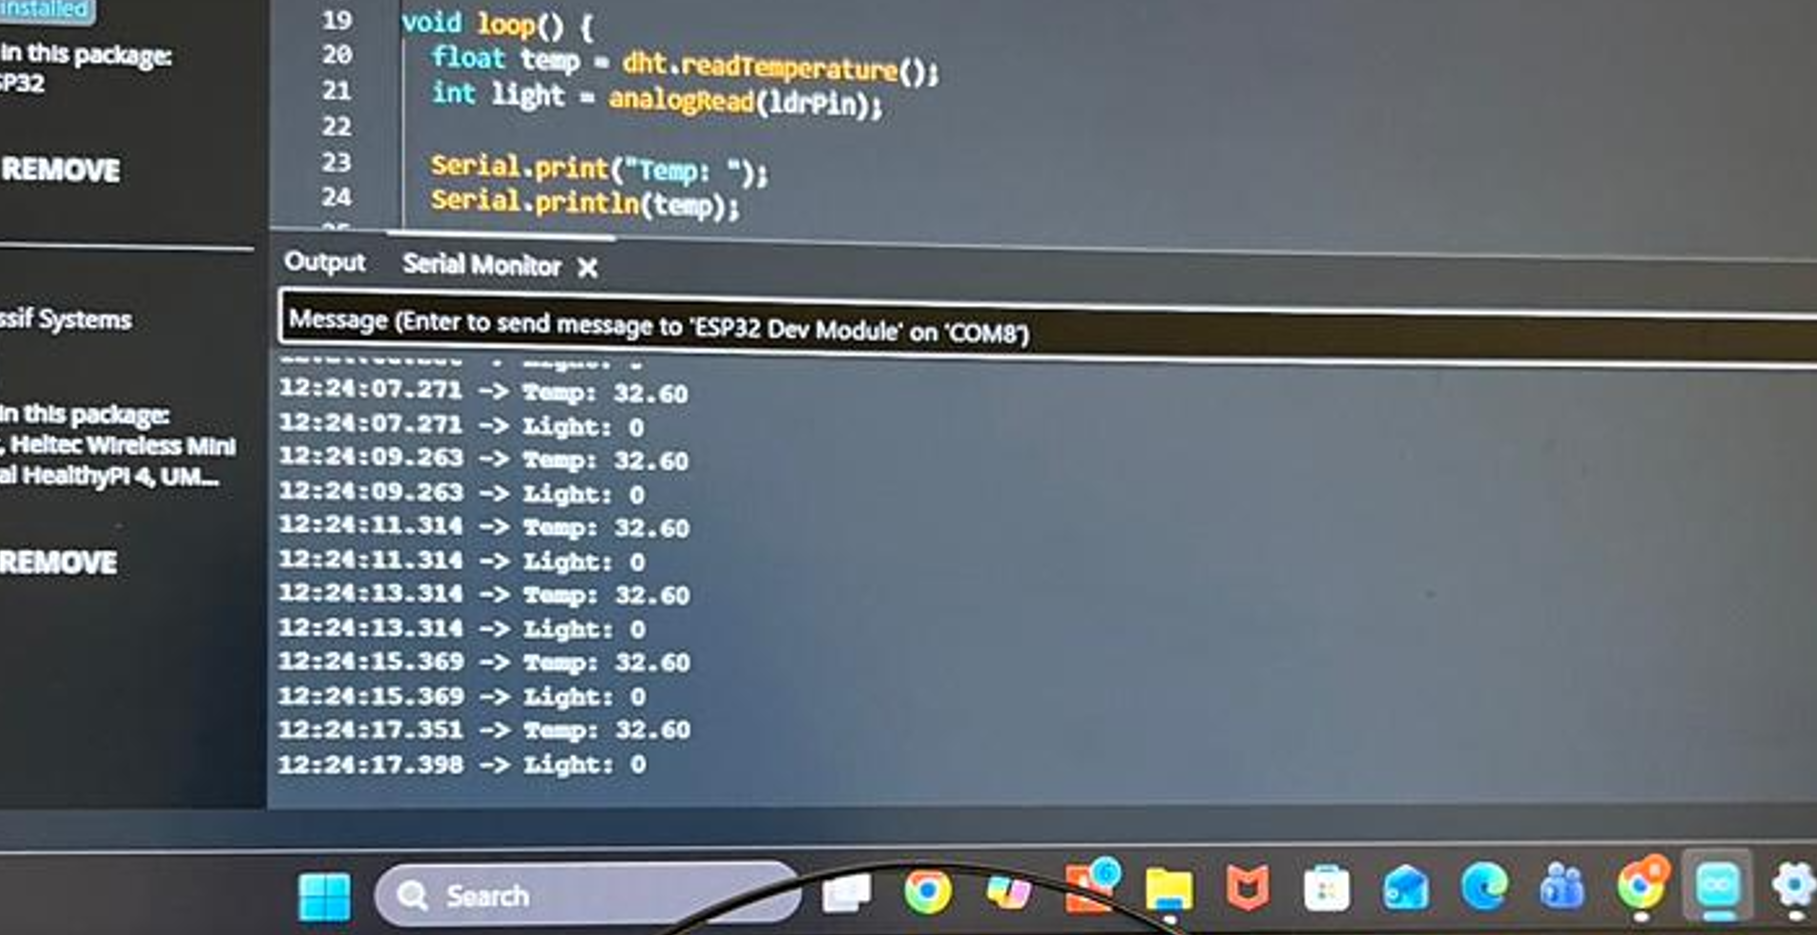 installed
in this package:
SP32
REMOVE
ssif Systems
in this package:
, Heltec Wireless Mini
al HealthyPi 4, UM...
REMOVE
19 void loop() {
20 float temp = dht.readTemperature();
21 int light = analogRead(ldrPin);
22
23 Serial.print("Temp: ");
24 Serial.println(temp);
Output Serial Monitor X
Message (Enter to send message to 'ESP32 Dev Module' on 'COM8')
12:24:07.271 -> Temp: 32.60
12:24:07.271 -> Light: 0
12:24:09.263 -> Temp: 32.60
12:24:09.263 -> Light: 0
12:24:11.314 -> Temp: 32.60
12:24:11.314 -> Light: 0
12:24:13.314 -> Temp: 32.60
12:24:13.314 -> Light: 0
12:24:15.369 -> Temp: 32.60
12:24:15.369 -> Light: 0
12:24:17.351 -> Temp: 32.60
12:24:17.398 -> Light: 0
Search